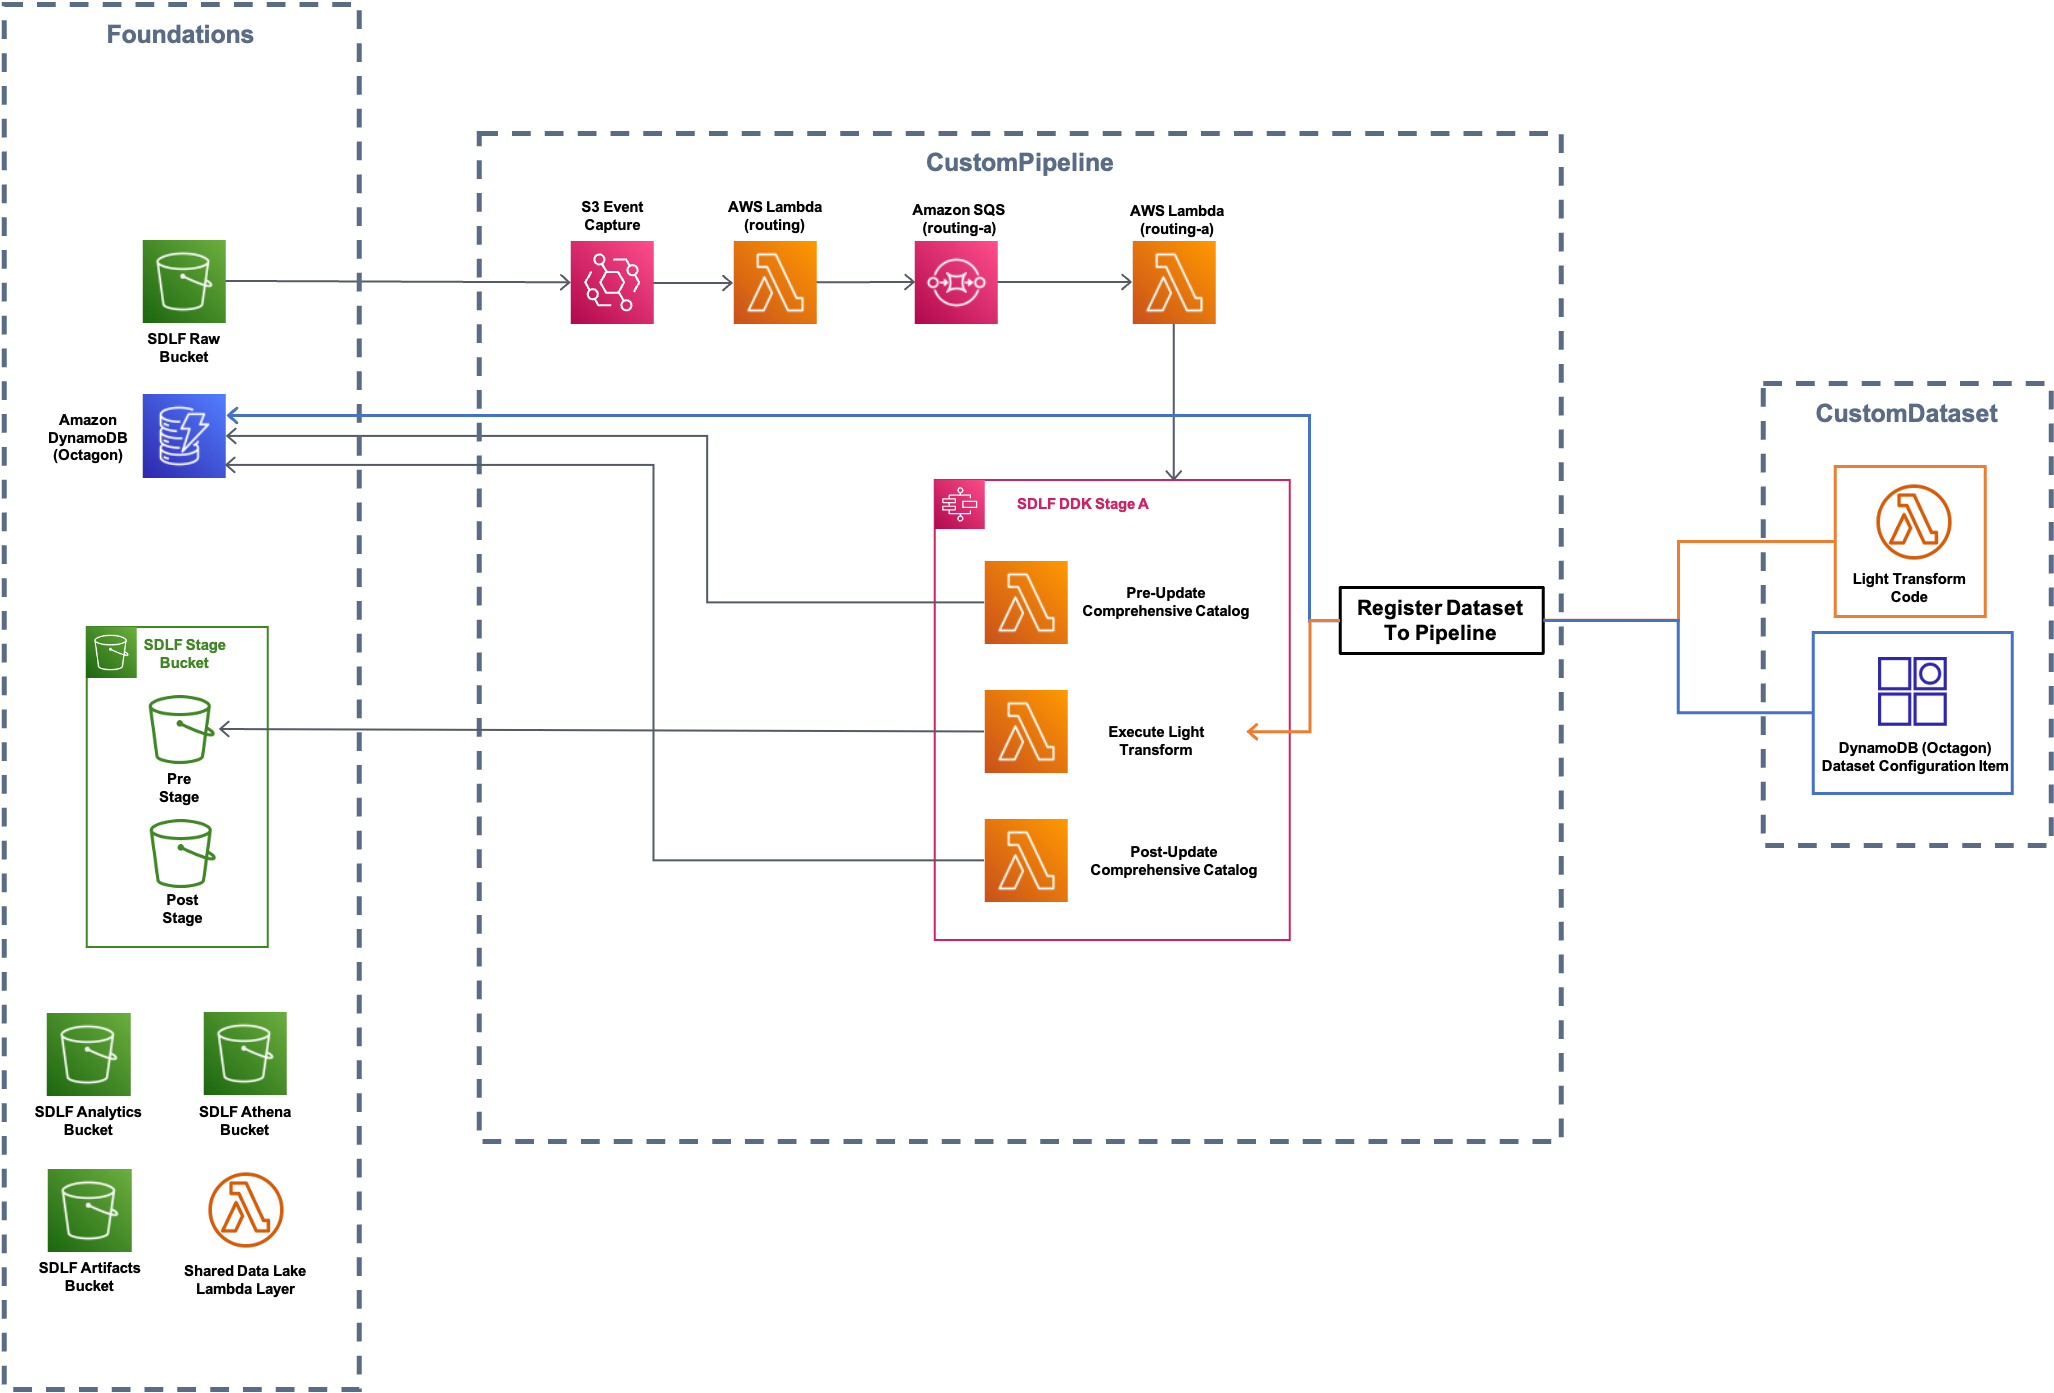 Foundations
SDLF Raw
Bucket
Amazon
DynamoDB
(Octagon)
SDLF Stage
Bucket
Pre
Stage
Post
Stage
SDLF Analytics
Bucket
SDLF Athena
Bucket
SDLF Artifacts
Bucket
Shared Data Lake
Lambda Layer
CustomPipeline
S3 Event
Capture
AWS Lambda
(routing)
Amazon SQS
(routing-a)
AWS Lambda
(routing-a)
SDLF DDK Stage A
Pre-Update
Comprehensive Catalog
Execute Light
Transform
Post-Update
Comprehensive Catalog
Register Dataset
To Pipeline
CustomDataset
Light Transform
Code
DynamoDB (Octagon)
Dataset Configuration Item